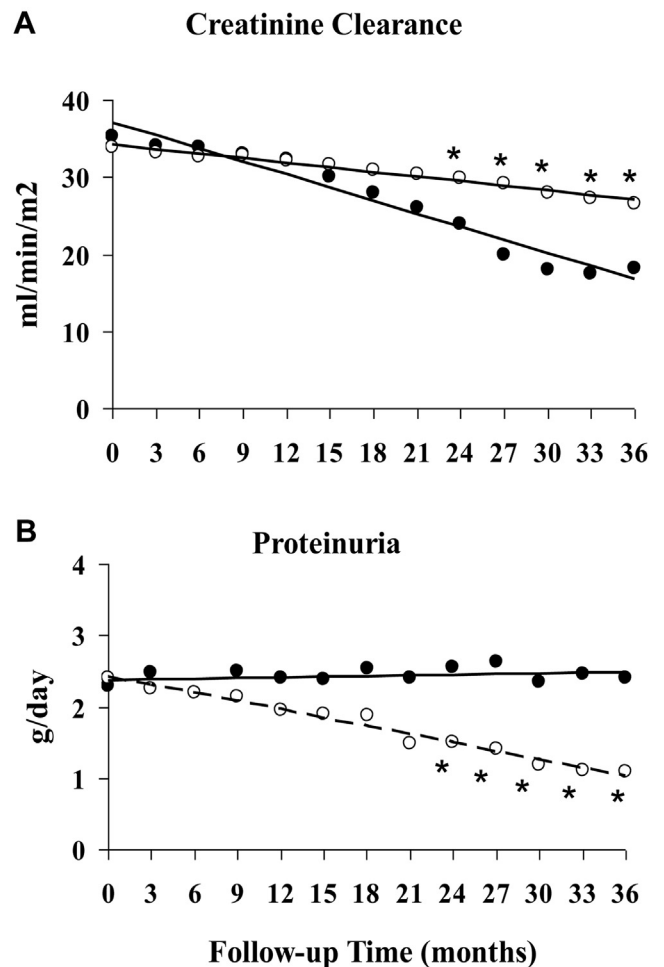 A Creatinine Clearance
ml/min/m2
40
30
20
10
0
* * * * *
0 3 6 9 12 15 18 21 24 27 30 33 36
B
Proteinuria
g/day
4
3
2
1
0
* * * * *
0 3 6 9 12 15 18 21 24 27 30 33 36
Follow-up Time (months)